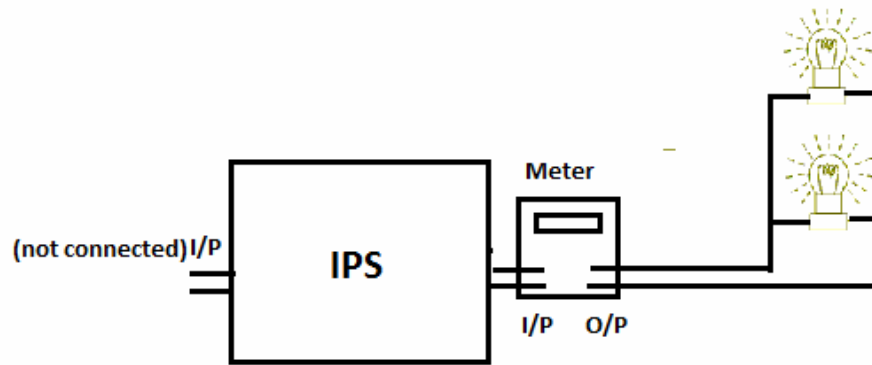 Meter
(not connected) I/P
IPS
I/P O/P